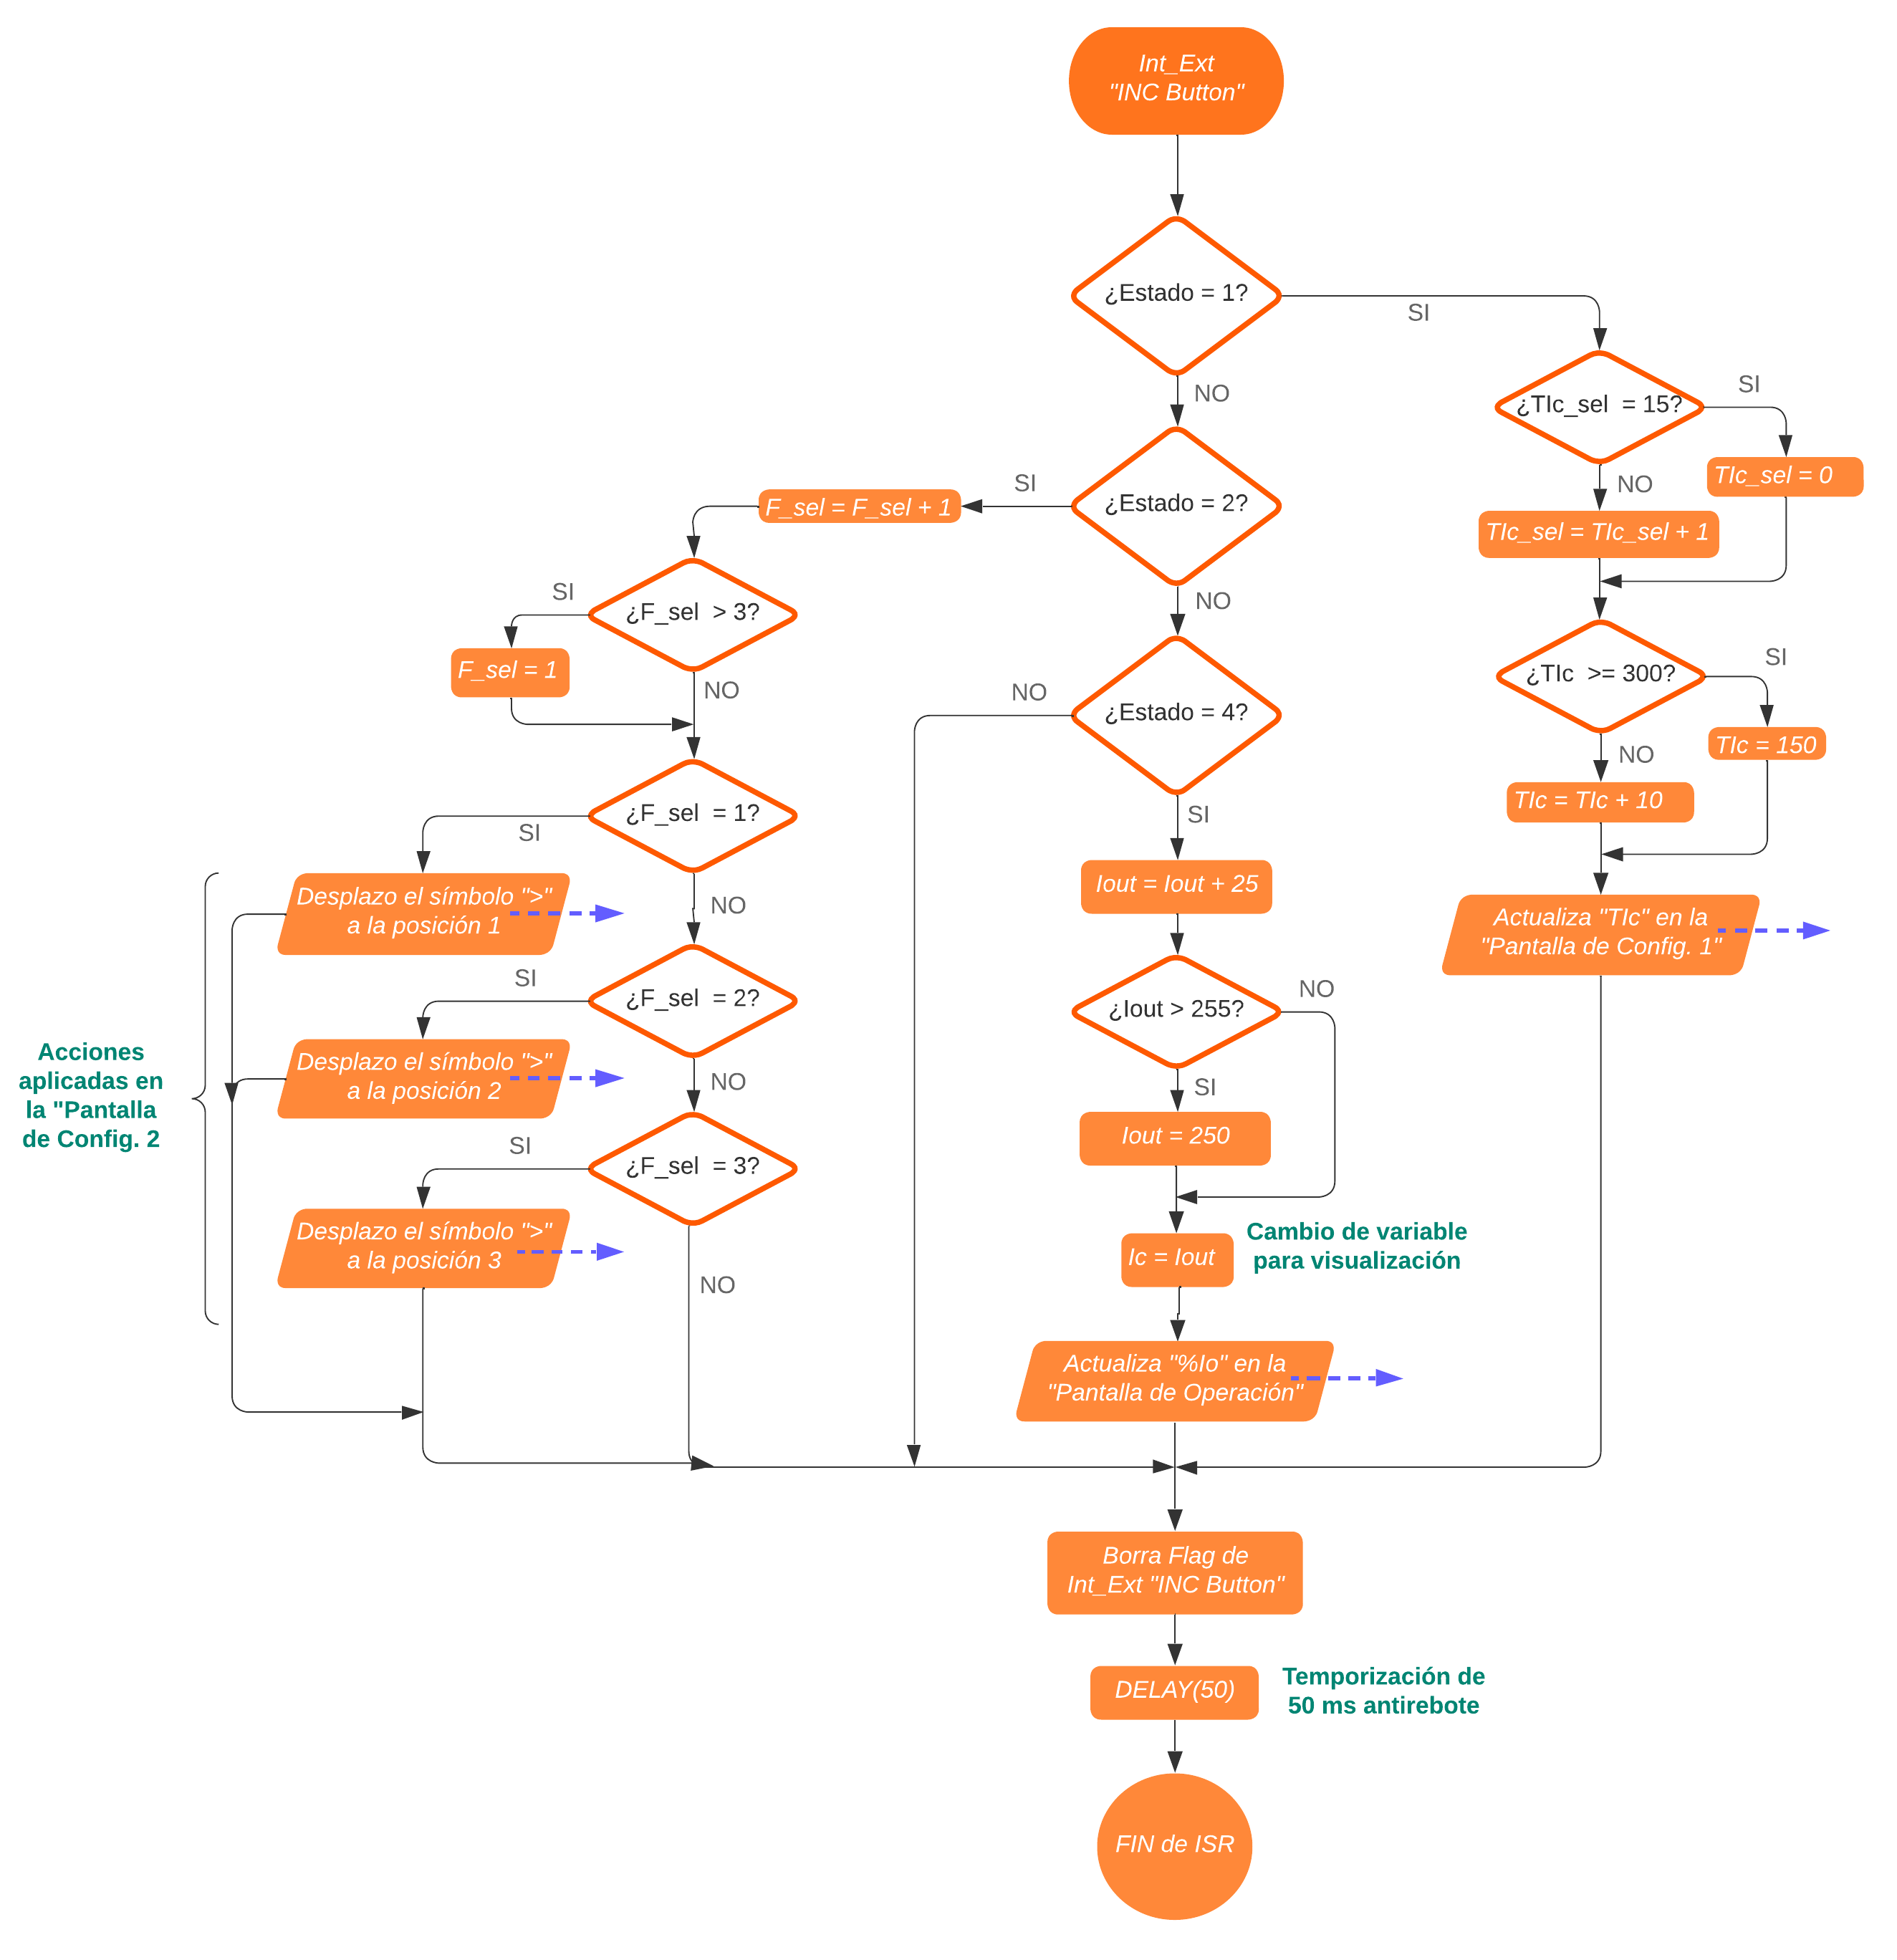 Int_Ext
"INC Button"
¿Estado = 1?
SI
NO
¿TIc_sel  = 15?
SI
TIc_sel = 0
NO
TIc_sel = TIc_sel + 1
¿TIc  >= 300?
SI
TIc = 150
NO
TIc = TIc + 10
Actualiza "TIc" en la
"Pantalla de Config. 1"
¿Estado = 2?
SI
F_sel = F_sel + 1
NO
¿F_sel  > 3?
SI
F_sel = 1
NO
¿F_sel  = 1?
SI
Desplazo el símbolo ">"
a la posición 1
NO
¿F_sel  = 2?
SI
Desplazo el símbolo ">"
a la posición 2
NO
¿F_sel  = 3?
SI
Desplazo el símbolo ">"
a la posición 3
NO
Acciones
aplicadas en
la "Pantalla
de Config. 2
¿Estado = 4?
NO
SI
Iout = Iout + 25
¿Iout > 255?
NO
SI
Iout = 250
Ic = Iout
Cambio de variable
para visualización
Actualiza "%Io" en la
"Pantalla de Operación"
Borra Flag de
Int_Ext "INC Button"
DELAY(50)
Temporización de
50 ms antirebote
FIN de ISR